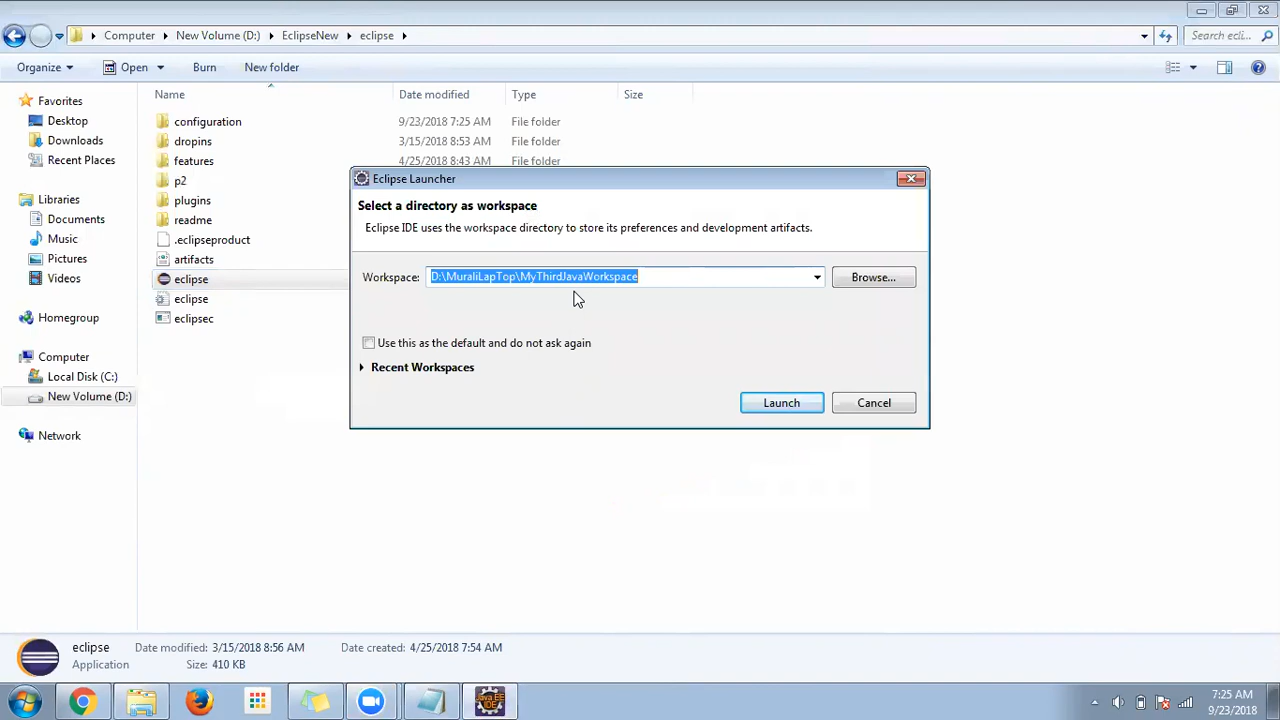 Computer New Volume (D:) EclipseNew eclipse Search ecli...
Organize Open Burn New folder
Favorites
Desktop
Downloads
Recent Places
Libraries
Documents
Music
Pictures
Videos
Homegroup
Computer
Local Disk (C:)
New Volume (D:)
Network
Name Date modified Type Size
configuration 9/23/2018 7:25 AM File folder
dropins 3/15/2018 8:53 AM File folder
features 4/25/2018 8:43 AM File folder
p2
plugins
readme
.eclipseproduct
artifacts
eclipse
eclipse
eclipsec
Eclipse Launcher
Select a directory as workspace
Eclipse IDE uses the workspace directory to store its preferences and development artifacts.
Workspace: D:\MuraliLapTop\MyThirdJavaWorkspace Browse...
Use this as the default and do not ask again
Recent Workspaces
Launch Cancel
eclipse Date modified: 3/15/2018 8:56 AM Date created: 4/25/2018 7:54 AM
Application Size: 410 KB
Java EE
IDE
7:25 AM
9/23/2018